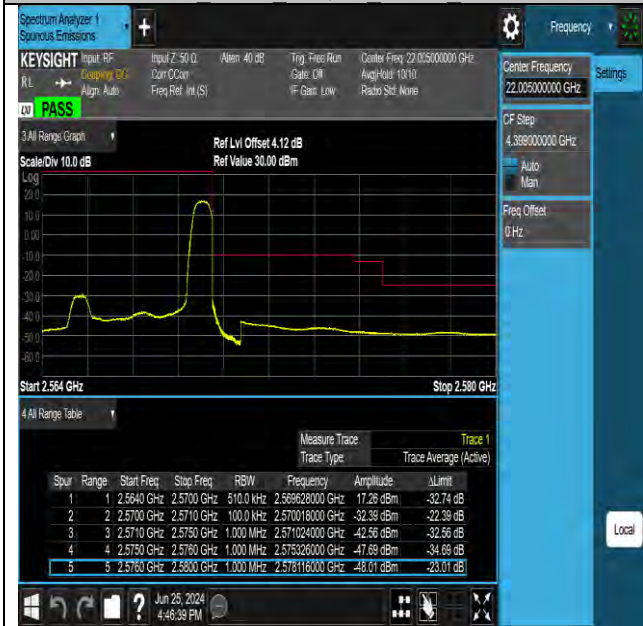 Spectrum Analyzer 1
Spurious Emissions
+
Frequency
KEYSIGHT Input: RF Input Z: 50 Ω Atten: 40 dB Trig: Free Run Center Freq: 22.005000000 GHz
RL Coupling: DC Corr CCorr Gate: Off Avg|Hold: 10/10
Align: Auto Freq Ref: Int (S) IF Gain: Low Radio Std: None
LXI PASS
Center Frequency
22.005000000 GHz
Settings
CF Step
4.399000000 GHz
Auto
Man
Freq Offset
0 Hz
3 All Range Graph
Ref Lvl Offset 4.12 dB
Scale/Div 10.0 dB Ref Value 30.00 dBm
Log
20.0
10.0
0.00
-10.0
-20.0
-30.0
-40.0
-50.0
-60.0
Start 2.564 GHz Stop 2.580 GHz
4 All Range Table
Measure Trace Trace 1
Trace Type Trace Average (Active)
Spur Range Start Freq Stop Freq RBW Frequency Amplitude ΔLimit
1 1 2.5640 GHz 2.5700 GHz 510.0 kHz 2.569628000 GHz 17.26 dBm -32.74 dB
2 2 2.5700 GHz 2.5710 GHz 100.0 kHz 2.570018000 GHz -32.39 dBm -22.39 dB
3 3 2.5710 GHz 2.5750 GHz 1.000 MHz 2.571024000 GHz -42.56 dBm -32.56 dB
4 4 2.5750 GHz 2.5760 GHz 1.000 MHz 2.575326000 GHz -47.69 dBm -34.69 dB
5 5 2.5760 GHz 2.5800 GHz 1.000 MHz 2.578116000 GHz -48.01 dBm -23.01 dB
Local
? Jun 25, 2024
4:46:39 PM